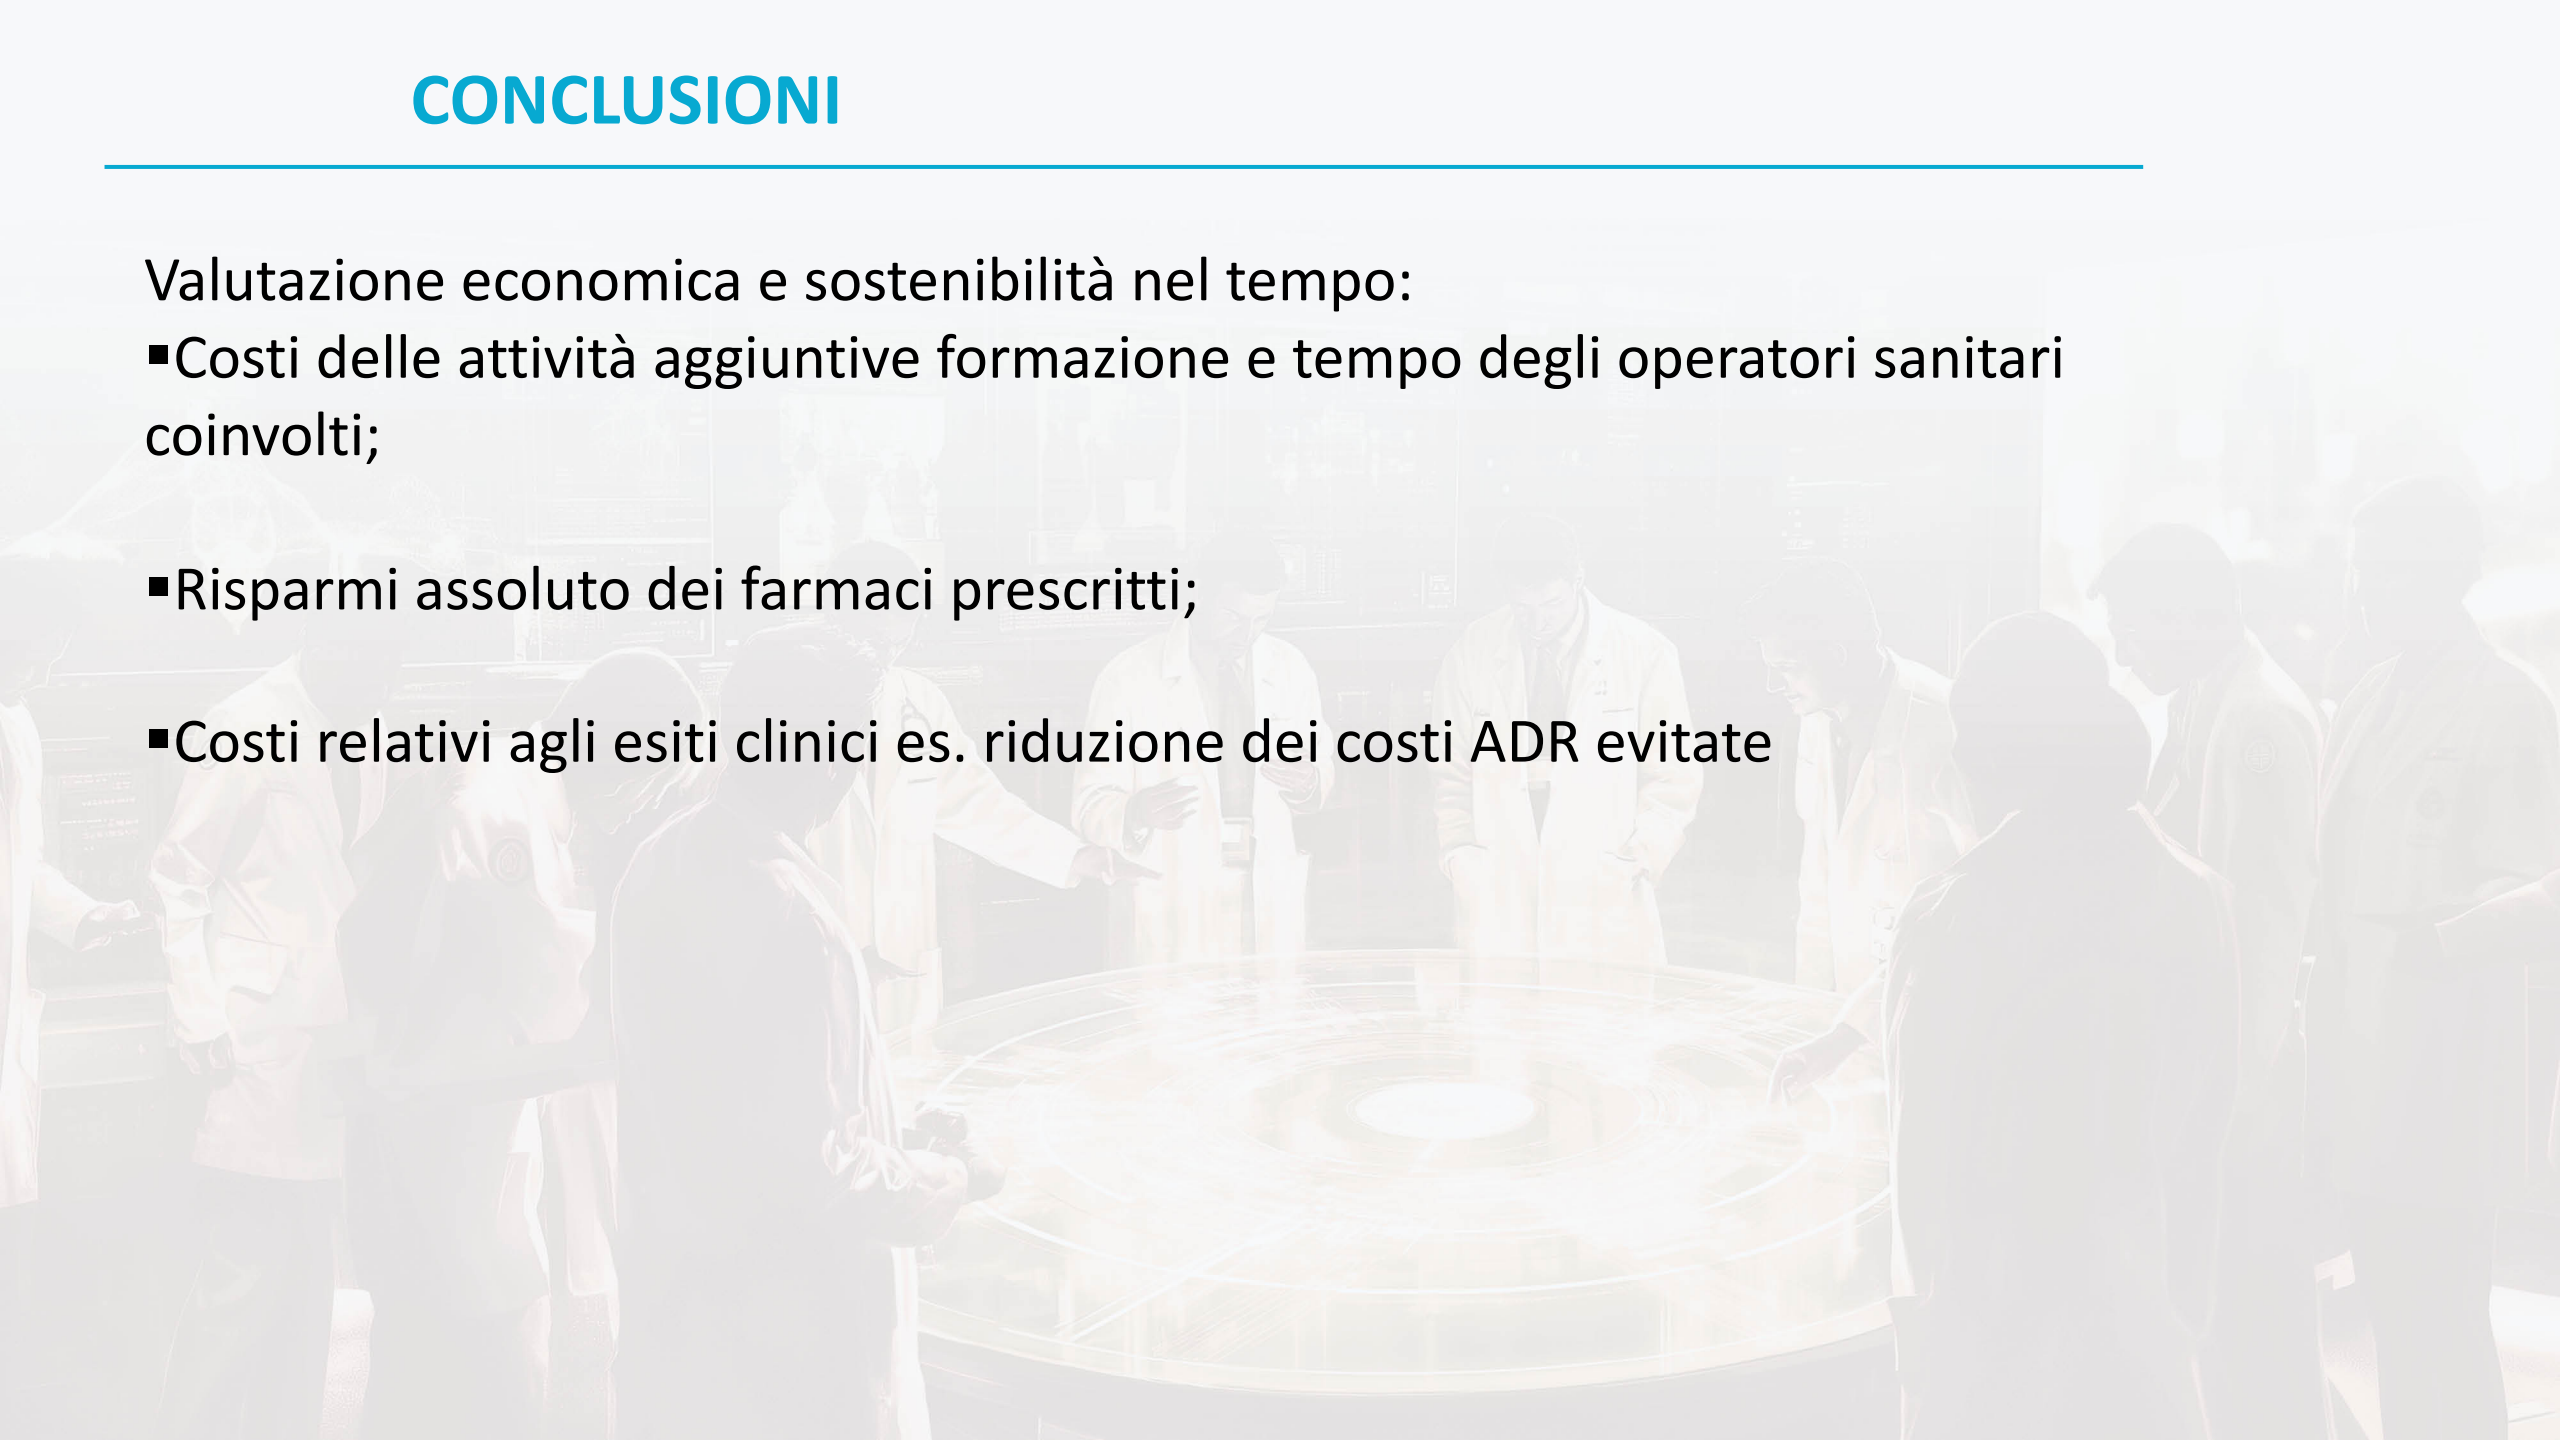 CONCLUSIONI
Valutazione economica e sostenibilità nel tempo:
▪Costi delle attività aggiuntive formazione e tempo degli operatori sanitari
coinvolti;
▪Risparmi assoluto dei farmaci prescritti;
▪Costi relativi agli esiti clinici es. riduzione dei costi ADR evitate